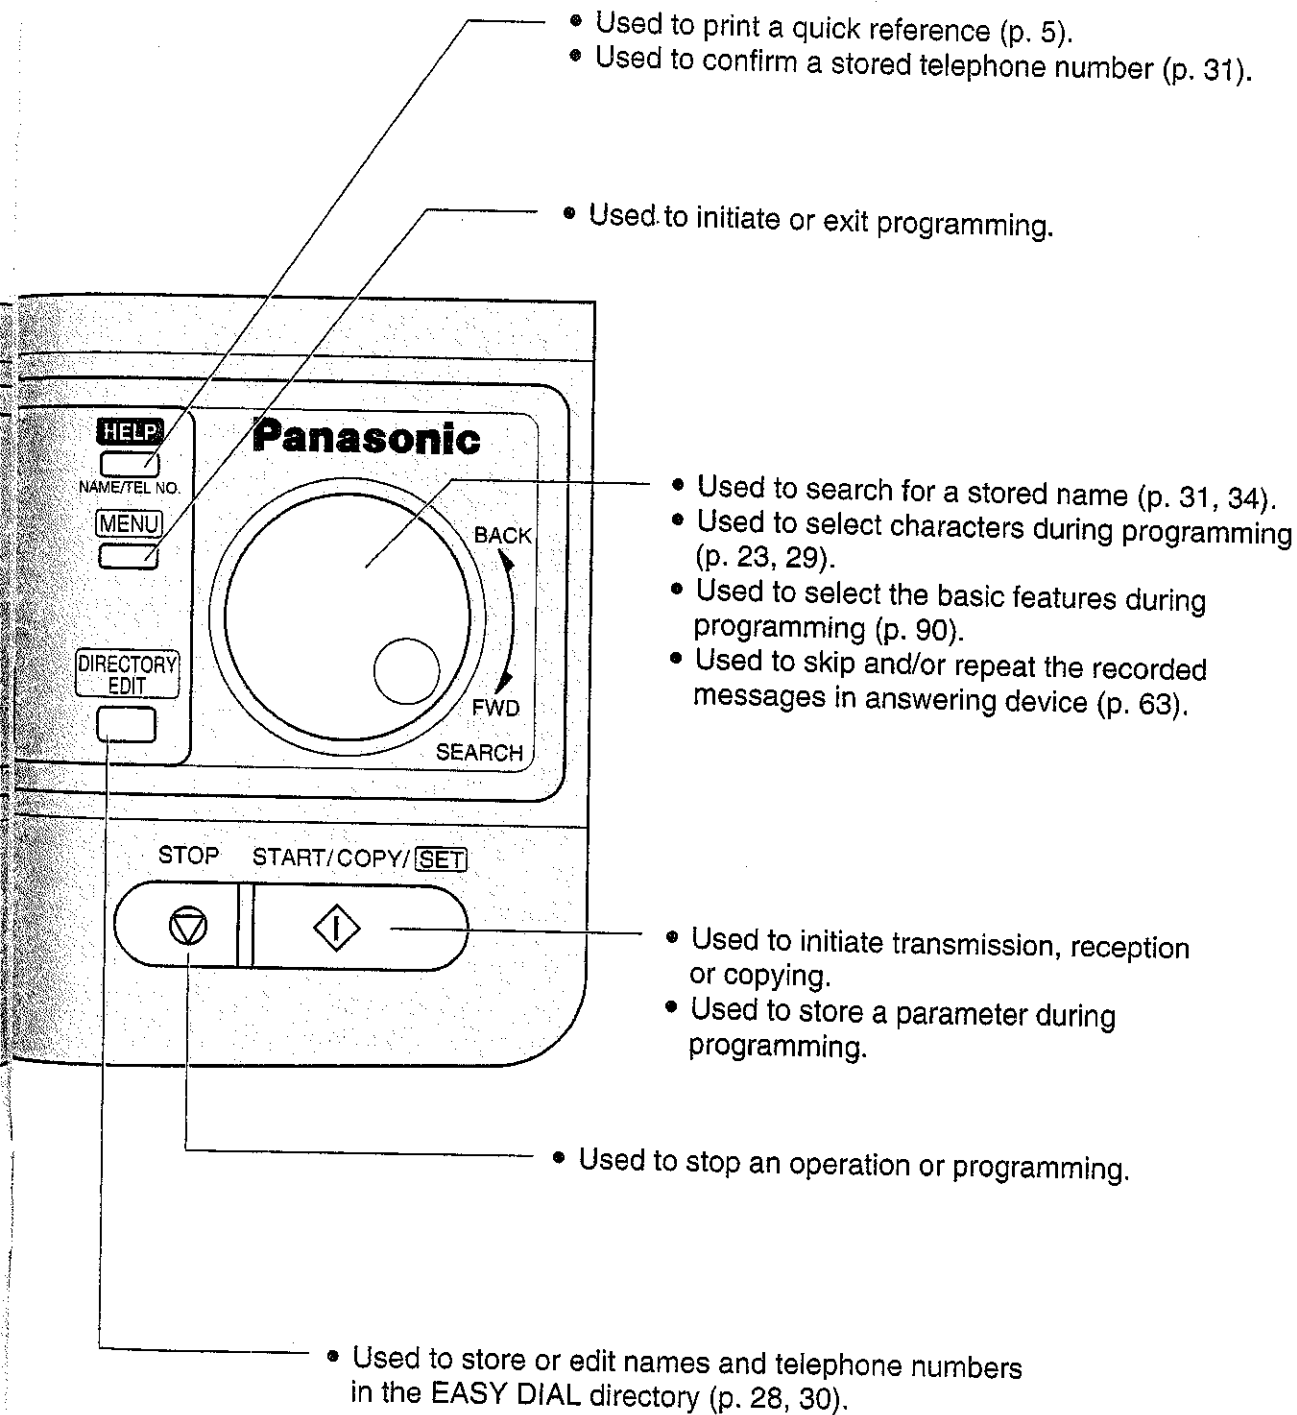 • Used to print a quick reference (p. 5).
• Used to confirm a stored telephone number (p. 31).
• Used to initiate or exit programming.
HELP
NAME/TEL NO.
MENU
DIRECTORY
EDIT
Panasonic
BACK
FWD
SEARCH
• Used to search for a stored name (p. 31, 34).
• Used to select characters during programming
(p. 23, 29).
• Used to select the basic features during
programming (p. 90).
• Used to skip and/or repeat the recorded
messages in answering device (p. 63).
STOP START/COPY/SET
• Used to initiate transmission, reception
or copying.
• Used to store a parameter during
programming.
• Used to stop an operation or programming.
• Used to store or edit names and telephone numbers
in the EASY DIAL directory (p. 28, 30).